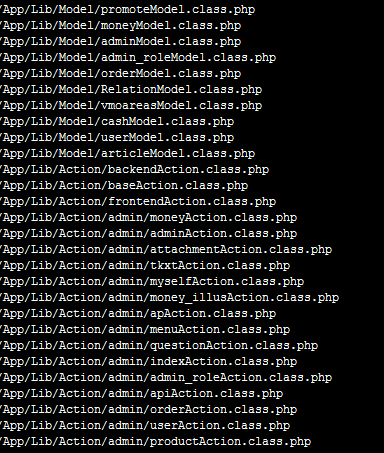 /App/Lib/Model/promoteModel.class.php
/App/Lib/Model/moneyModel.class.php
/App/Lib/Model/adminModel.class.php
/App/Lib/Model/admin_roleModel.class.php
/App/Lib/Model/orderModel.class.php
/App/Lib/Model/RelationModel.class.php
/App/Lib/Model/vmoareasModel.class.php
/App/Lib/Model/cashModel.class.php
/App/Lib/Model/userModel.class.php
/App/Lib/Model/articleModel.class.php
/App/Lib/Action/backendAction.class.php
/App/Lib/Action/baseAction.class.php
/App/Lib/Action/frontendAction.class.php
/App/Lib/Action/admin/moneyAction.class.php
/App/Lib/Action/admin/adminAction.class.php
/App/Lib/Action/admin/attachmentAction.class.php
/App/Lib/Action/admin/tkxtAction.class.php
/App/Lib/Action/admin/myselfAction.class.php
/App/Lib/Action/admin/money_illusAction.class.php
/App/Lib/Action/admin/apAction.class.php
/App/Lib/Action/admin/menuAction.class.php
/App/Lib/Action/admin/questionAction.class.php
/App/Lib/Action/admin/indexAction.class.php
/App/Lib/Action/admin/admin_roleAction.class.php
/App/Lib/Action/admin/apiAction.class.php
/App/Lib/Action/admin/orderAction.class.php
/App/Lib/Action/admin/userAction.class.php
/App/Lib/Action/admin/productAction.class.php